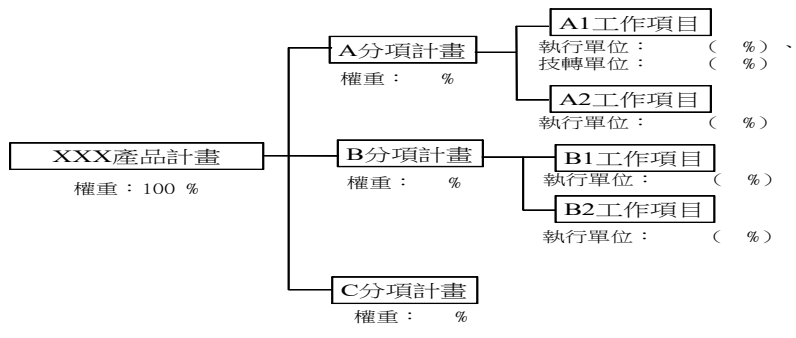 A1工作項目
執行單位： （ %）、
技轉單位： （ %）
A分項計畫
權重： %
A2工作項目
執行單位： （ %）
XXX產品計畫
權重：100 %
B分項計畫
權重： %
B1工作項目
執行單位： （ %）
B2工作項目
執行單位： （ %）
C分項計畫
權重： %